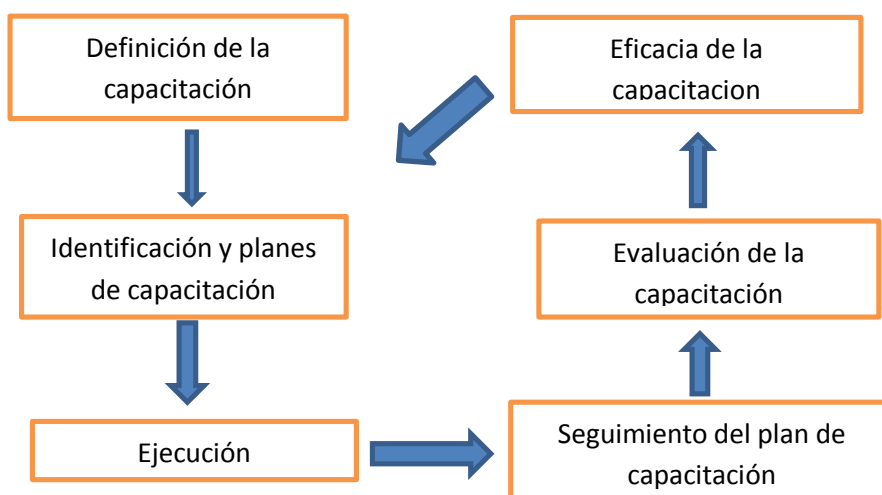 Definición de la
capacitación
Eficacia de la
capacitacion
Identificación y planes
de capacitación
Evaluación de la
capacitación
Ejecución
Seguimiento del plan de
capacitación